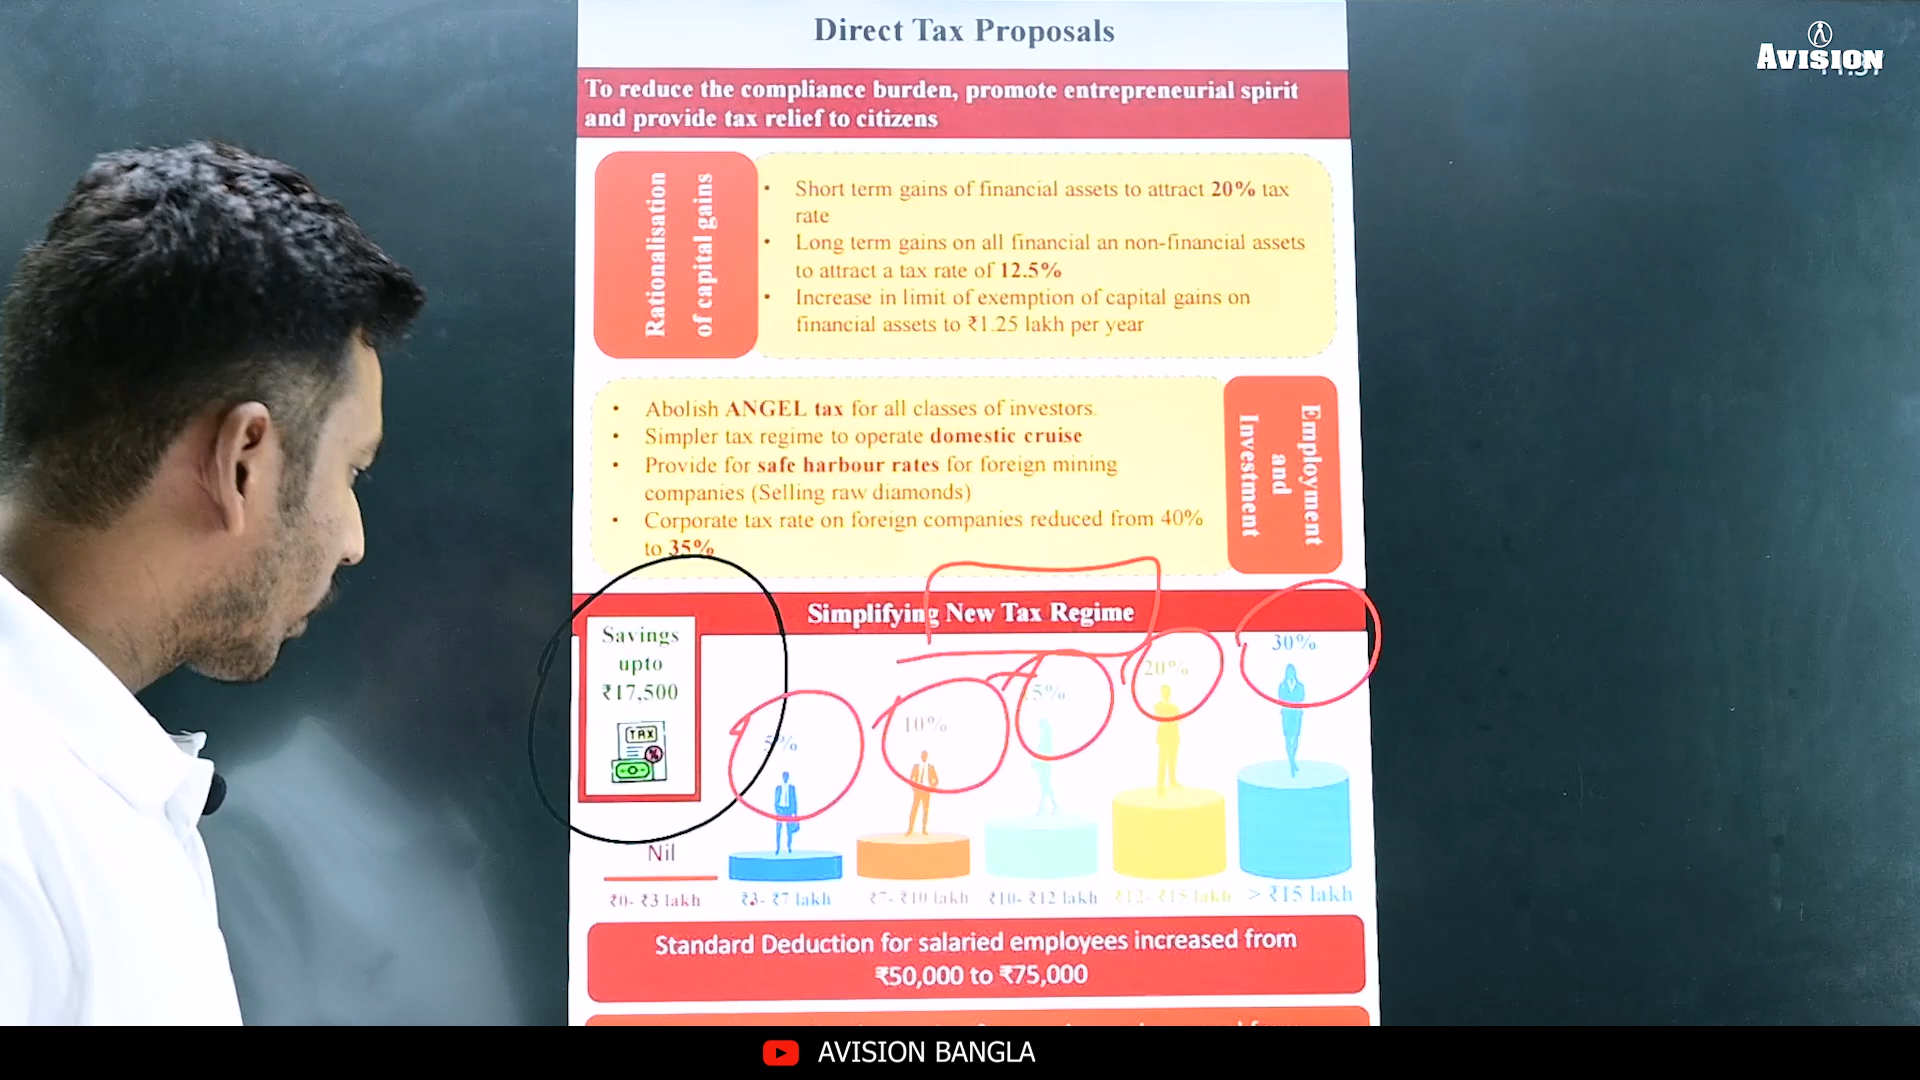 Direct Tax Proposals
AVISION
To reduce the compliance burden, promote entrepreneurial spirit
and provide tax relief to citizens
Rationalisation
of capital gains
• Short term gains of financial assets to attract 20% tax
rate
• Long term gains on all financial an non-financial assets
to attract a tax rate of 12.5%
• Increase in limit of exemption of capital gains on
financial assets to ₹1.25 lakh per year
• Abolish ANGEL tax for all classes of investors.
• Simpler tax regime to operate domestic cruise
• Provide for safe harbour rates for foreign mining
companies (Selling raw diamonds)
• Corporate tax rate on foreign companies reduced from 40%
to 35%
Employment
and
Investment
Simplifying New Tax Regime
Savings
upto
₹17,500
TAX
%
Nil
5%
10%
20%
30%
₹0- ₹3 lakh
₹3- ₹7 lakh
₹7- ₹10 lakh
₹10- ₹12 lakh
₹12- ₹15 lakh
> ₹15 lakh
Standard Deduction for salaried employees increased from
₹50,000 to ₹75,000
AVISION BANGLA